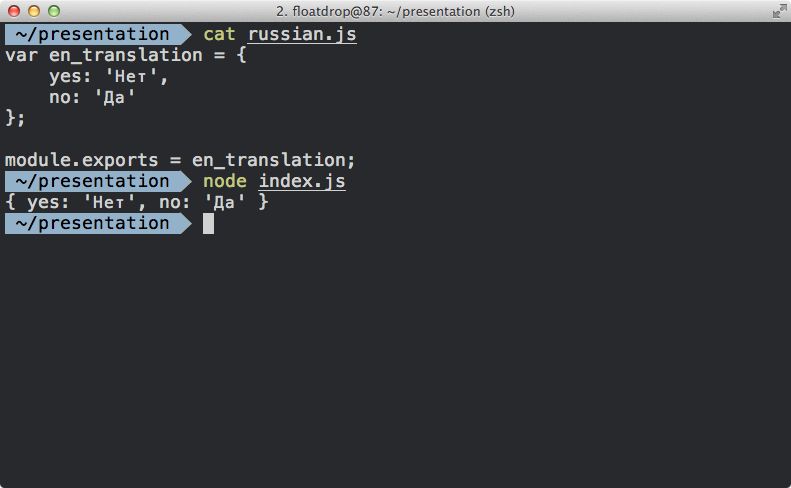 2. floatdrop@87: ~/presentation (zsh)
~/presentation cat russian.js
var en_translation = {
    yes: 'Нет',
    no: 'Да'
};

module.exports = en_translation;
~/presentation node index.js
{ yes: 'Нет', no: 'Да' }
~/presentation